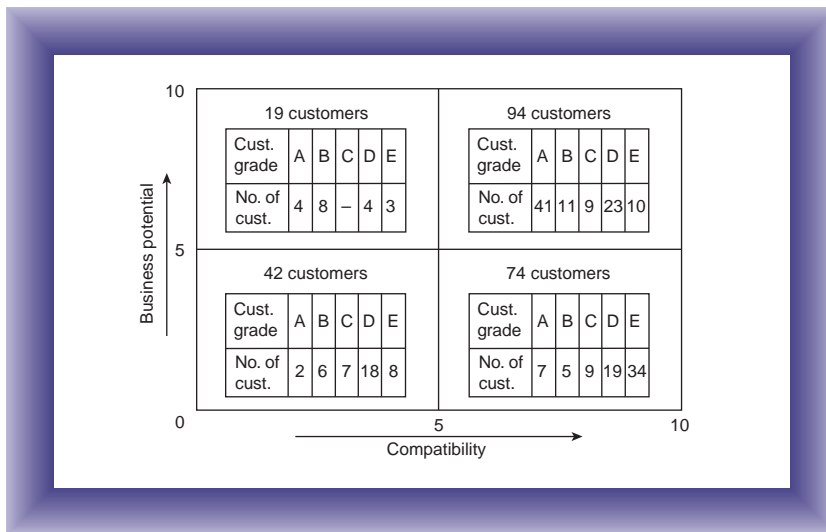 10
19 customers
Cust. grade A B C D E
No. of cust. 4 8 – 4 3
94 customers
Cust. grade A B C D E
No. of cust. 41 11 9 23 10
Business potential
5
42 customers
Cust. grade A B C D E
No. of cust. 2 6 7 18 8
74 customers
Cust. grade A B C D E
No. of cust. 7 5 9 19 34
0
5
10
Compatibility